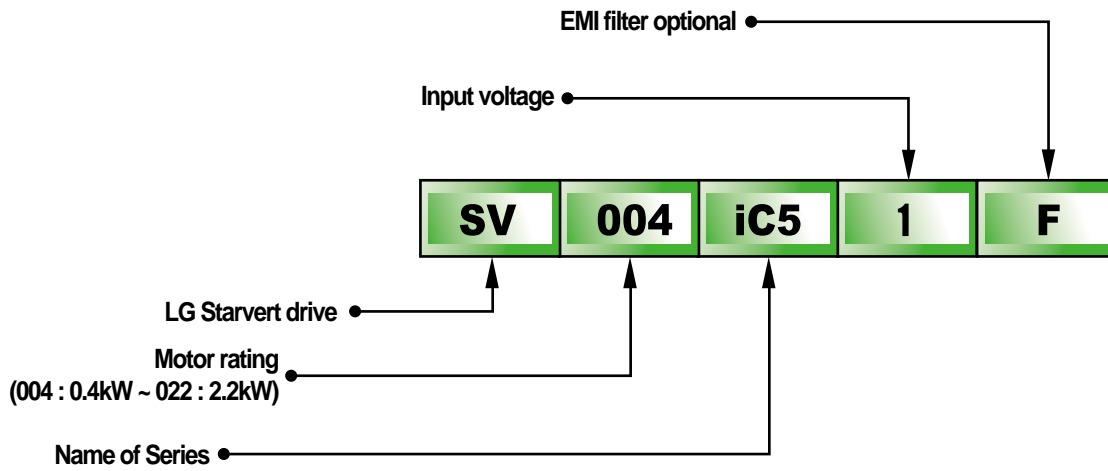 EMI filter optional
Input voltage
SV 004 iC5 1 F
LG Starvert drive
Motor rating
(004 : 0.4kW ~ 022 : 2.2kW)
Name of Series